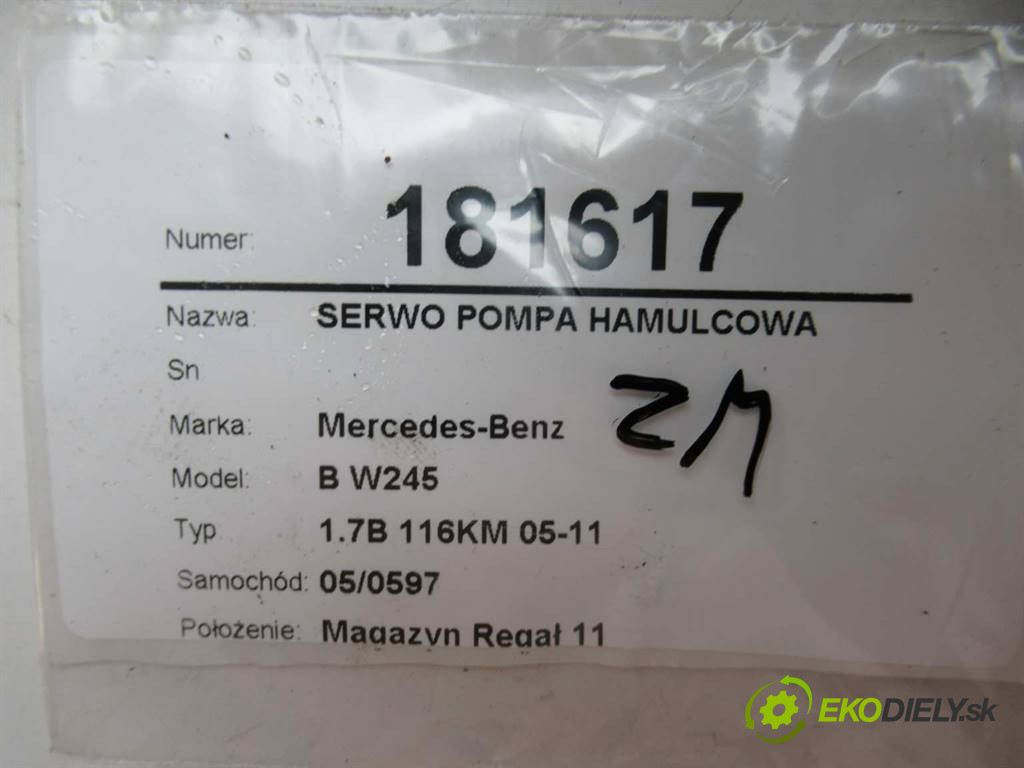 Numer: 181617
Nazwa: SERWO POMPA HAMULCOWA
Sn
Marka: Mercedes-Benz
Model: B W245
Typ 1.7B 116KM 05-11
Samochód: 05/0597
Położenie: Magazyn Regał 11
ZM
EKODIELY.sk